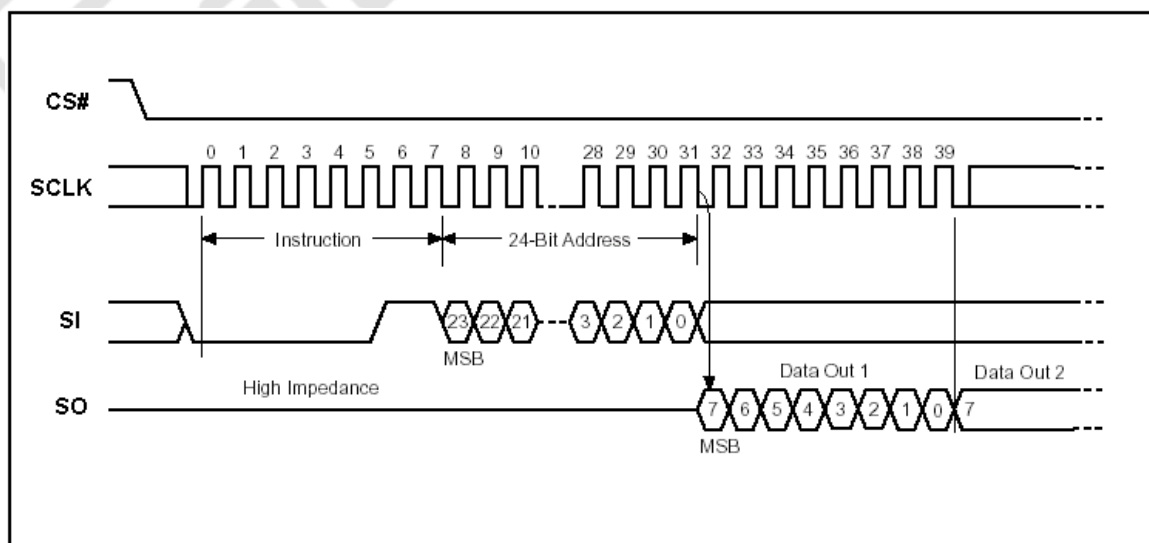 CS#
0 1 2 3 4 5 6 7 8 9 10 28 29 30 31 32 33 34 35 36 37 38 39
SCLK
Instruction 24-Bit Address
SI
23 22 21 3 2 1 0
MSB
Data Out 1 Data Out 2
High Impedance
SO
7 6 5 4 3 2 1 0 7
MSB